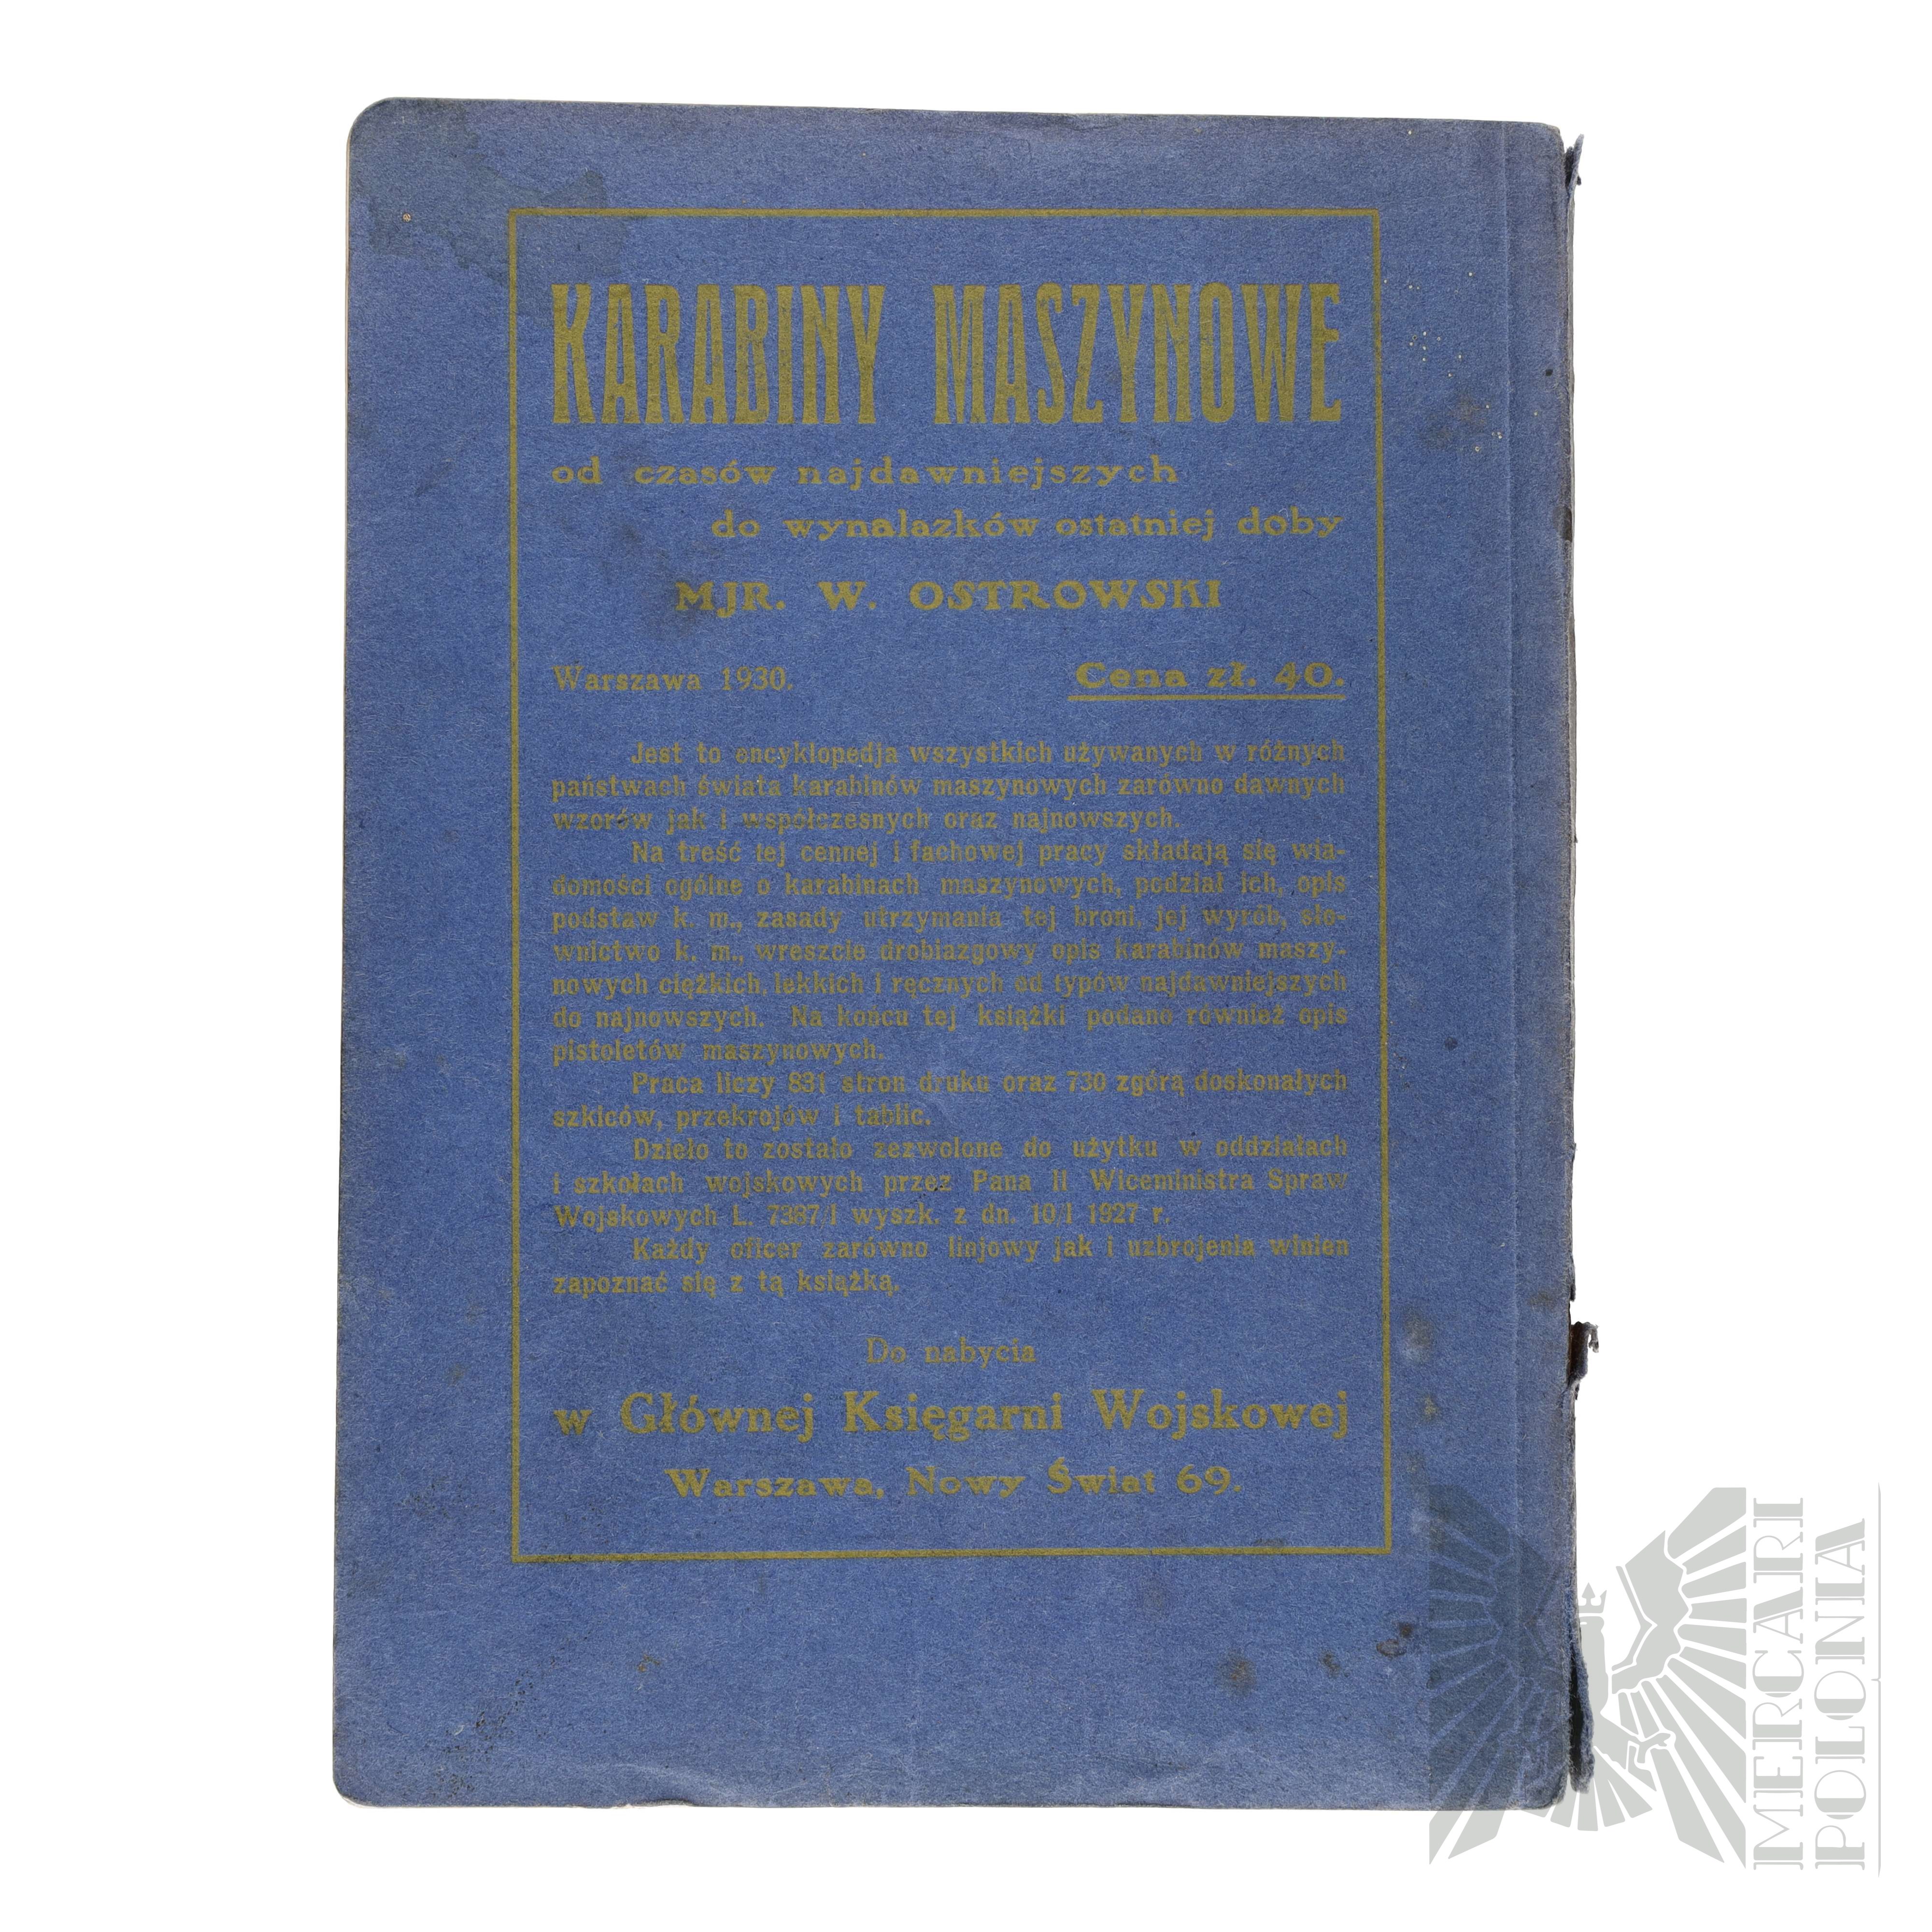 KARABINY MASZYNOWE
od czasów najdawniejszych
do wynalazków ostatniej doby
MJR. W. OSTROWSKI
Warszawa 1930.
Cena zł. 40.
Jest to encyklopedja wszystkich używanych w różnych
państwach świata karabinów maszynowych zarówno dawnych
wzorów jak i współczesnych oraz najnowszych.
Na treść tej cennej i fachowej pracy składają się wia-
domości ogólne o karabinach maszynowych, podział ich, opis
podstaw k. m., zasady utrzymania tej broni, jej wyrób, sło-
wnictwo k. m., wreszcie drobiazgowy opis karabinów maszy-
nowych ciężkich, lekkich i ręcznych od typów najdawniejszych
do najnowszych. Na końcu tej książki podano również opis
pistoletów maszynowych.
Praca liczy 831 stron druku oraz 730 zgórą doskonałych
szkiców, przekrojów i tablic.
Dzieło to zostało zezwolone do użytku w oddziałach
i szkołach wojskowych przez Pana II Wiceministra Spraw
Wojskowych L. 7387/I wyszk. z dn. 10/I 1927 r.
Każdy oficer zarówno linjowy jak i uzbrojenia winien
zapoznać się z tą książką.
Do nabycia
w Głównej Księgarni Wojskowej
Warszawa, Nowy Świat 69.
MERCARI
POLONIA